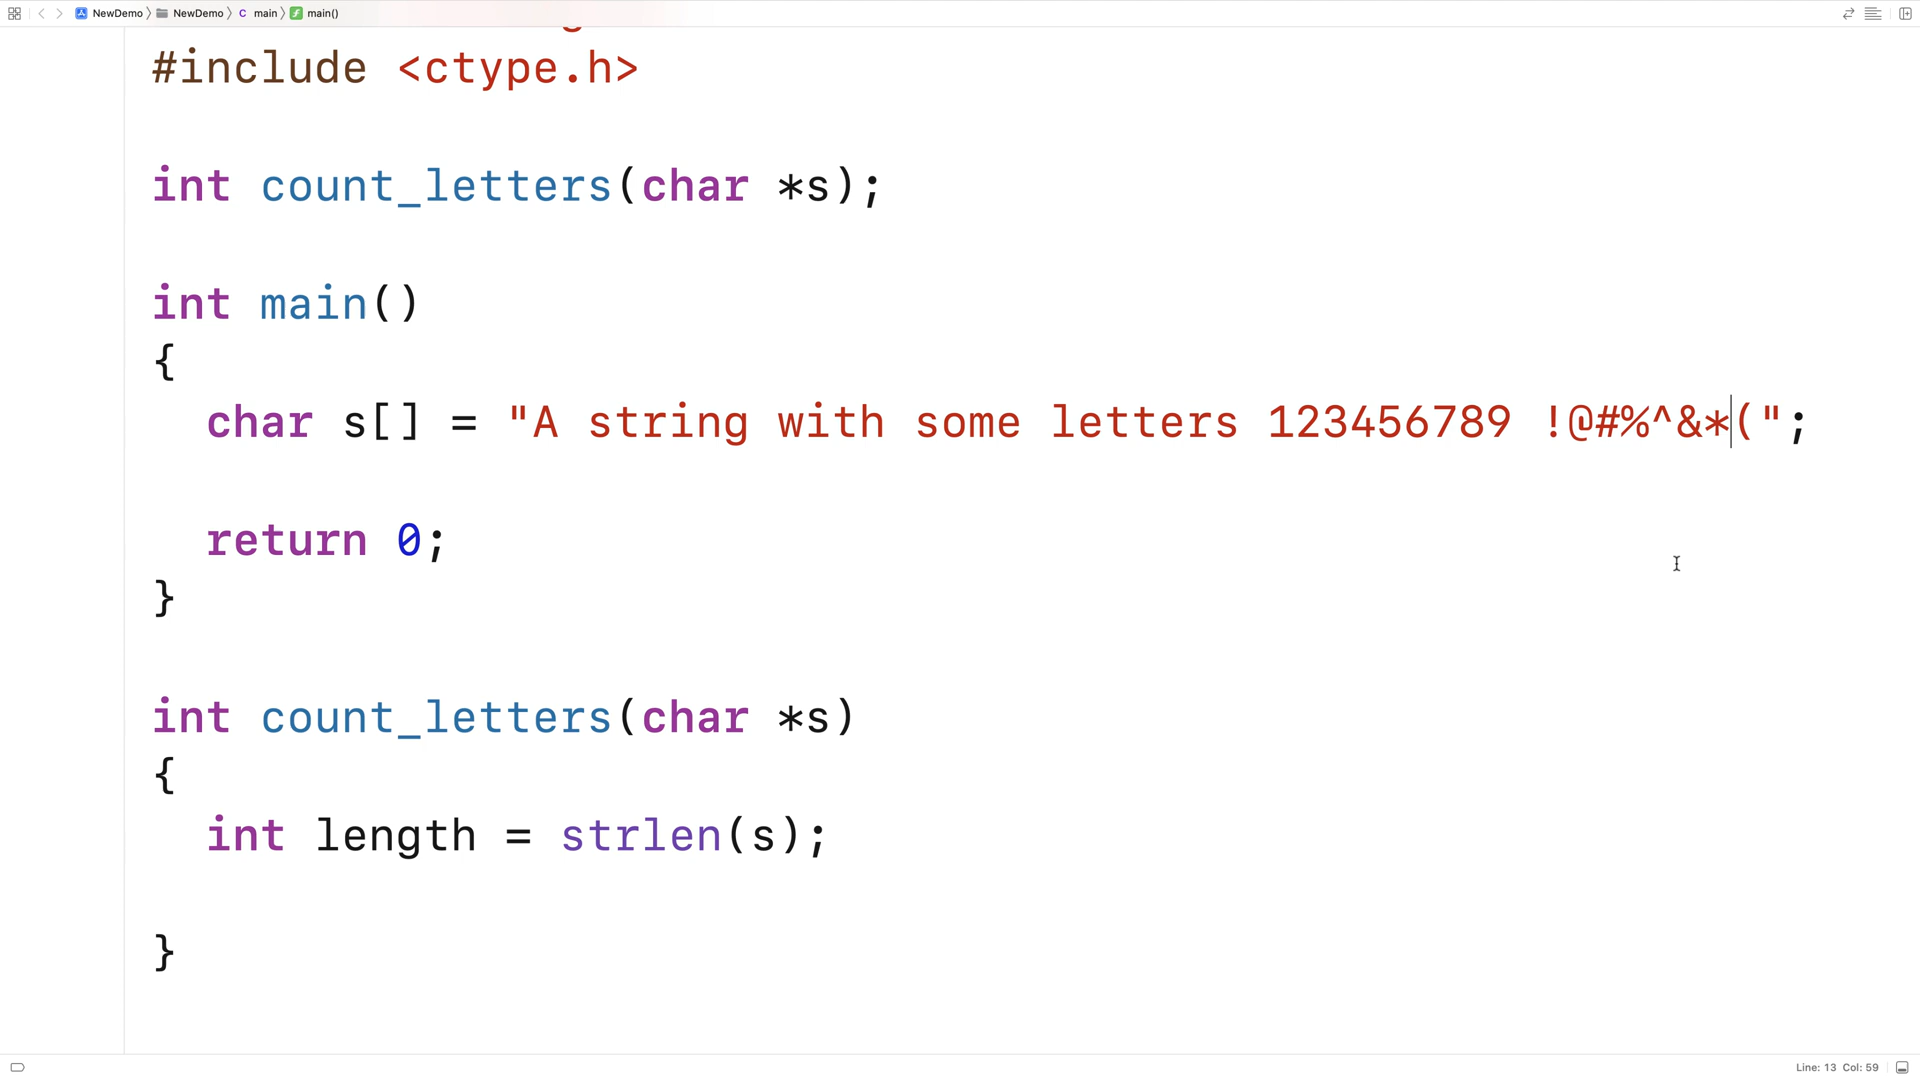 NewDemo NewDemo C main f main()
#include <ctype.h>
int count_letters(char *s);
int main()
{
char s[] = "A string with some letters 123456789 !@#%^&*(";
return 0;
}
int count_letters(char *s)
{
int length = strlen(s);
}
Line: 13 Col: 59